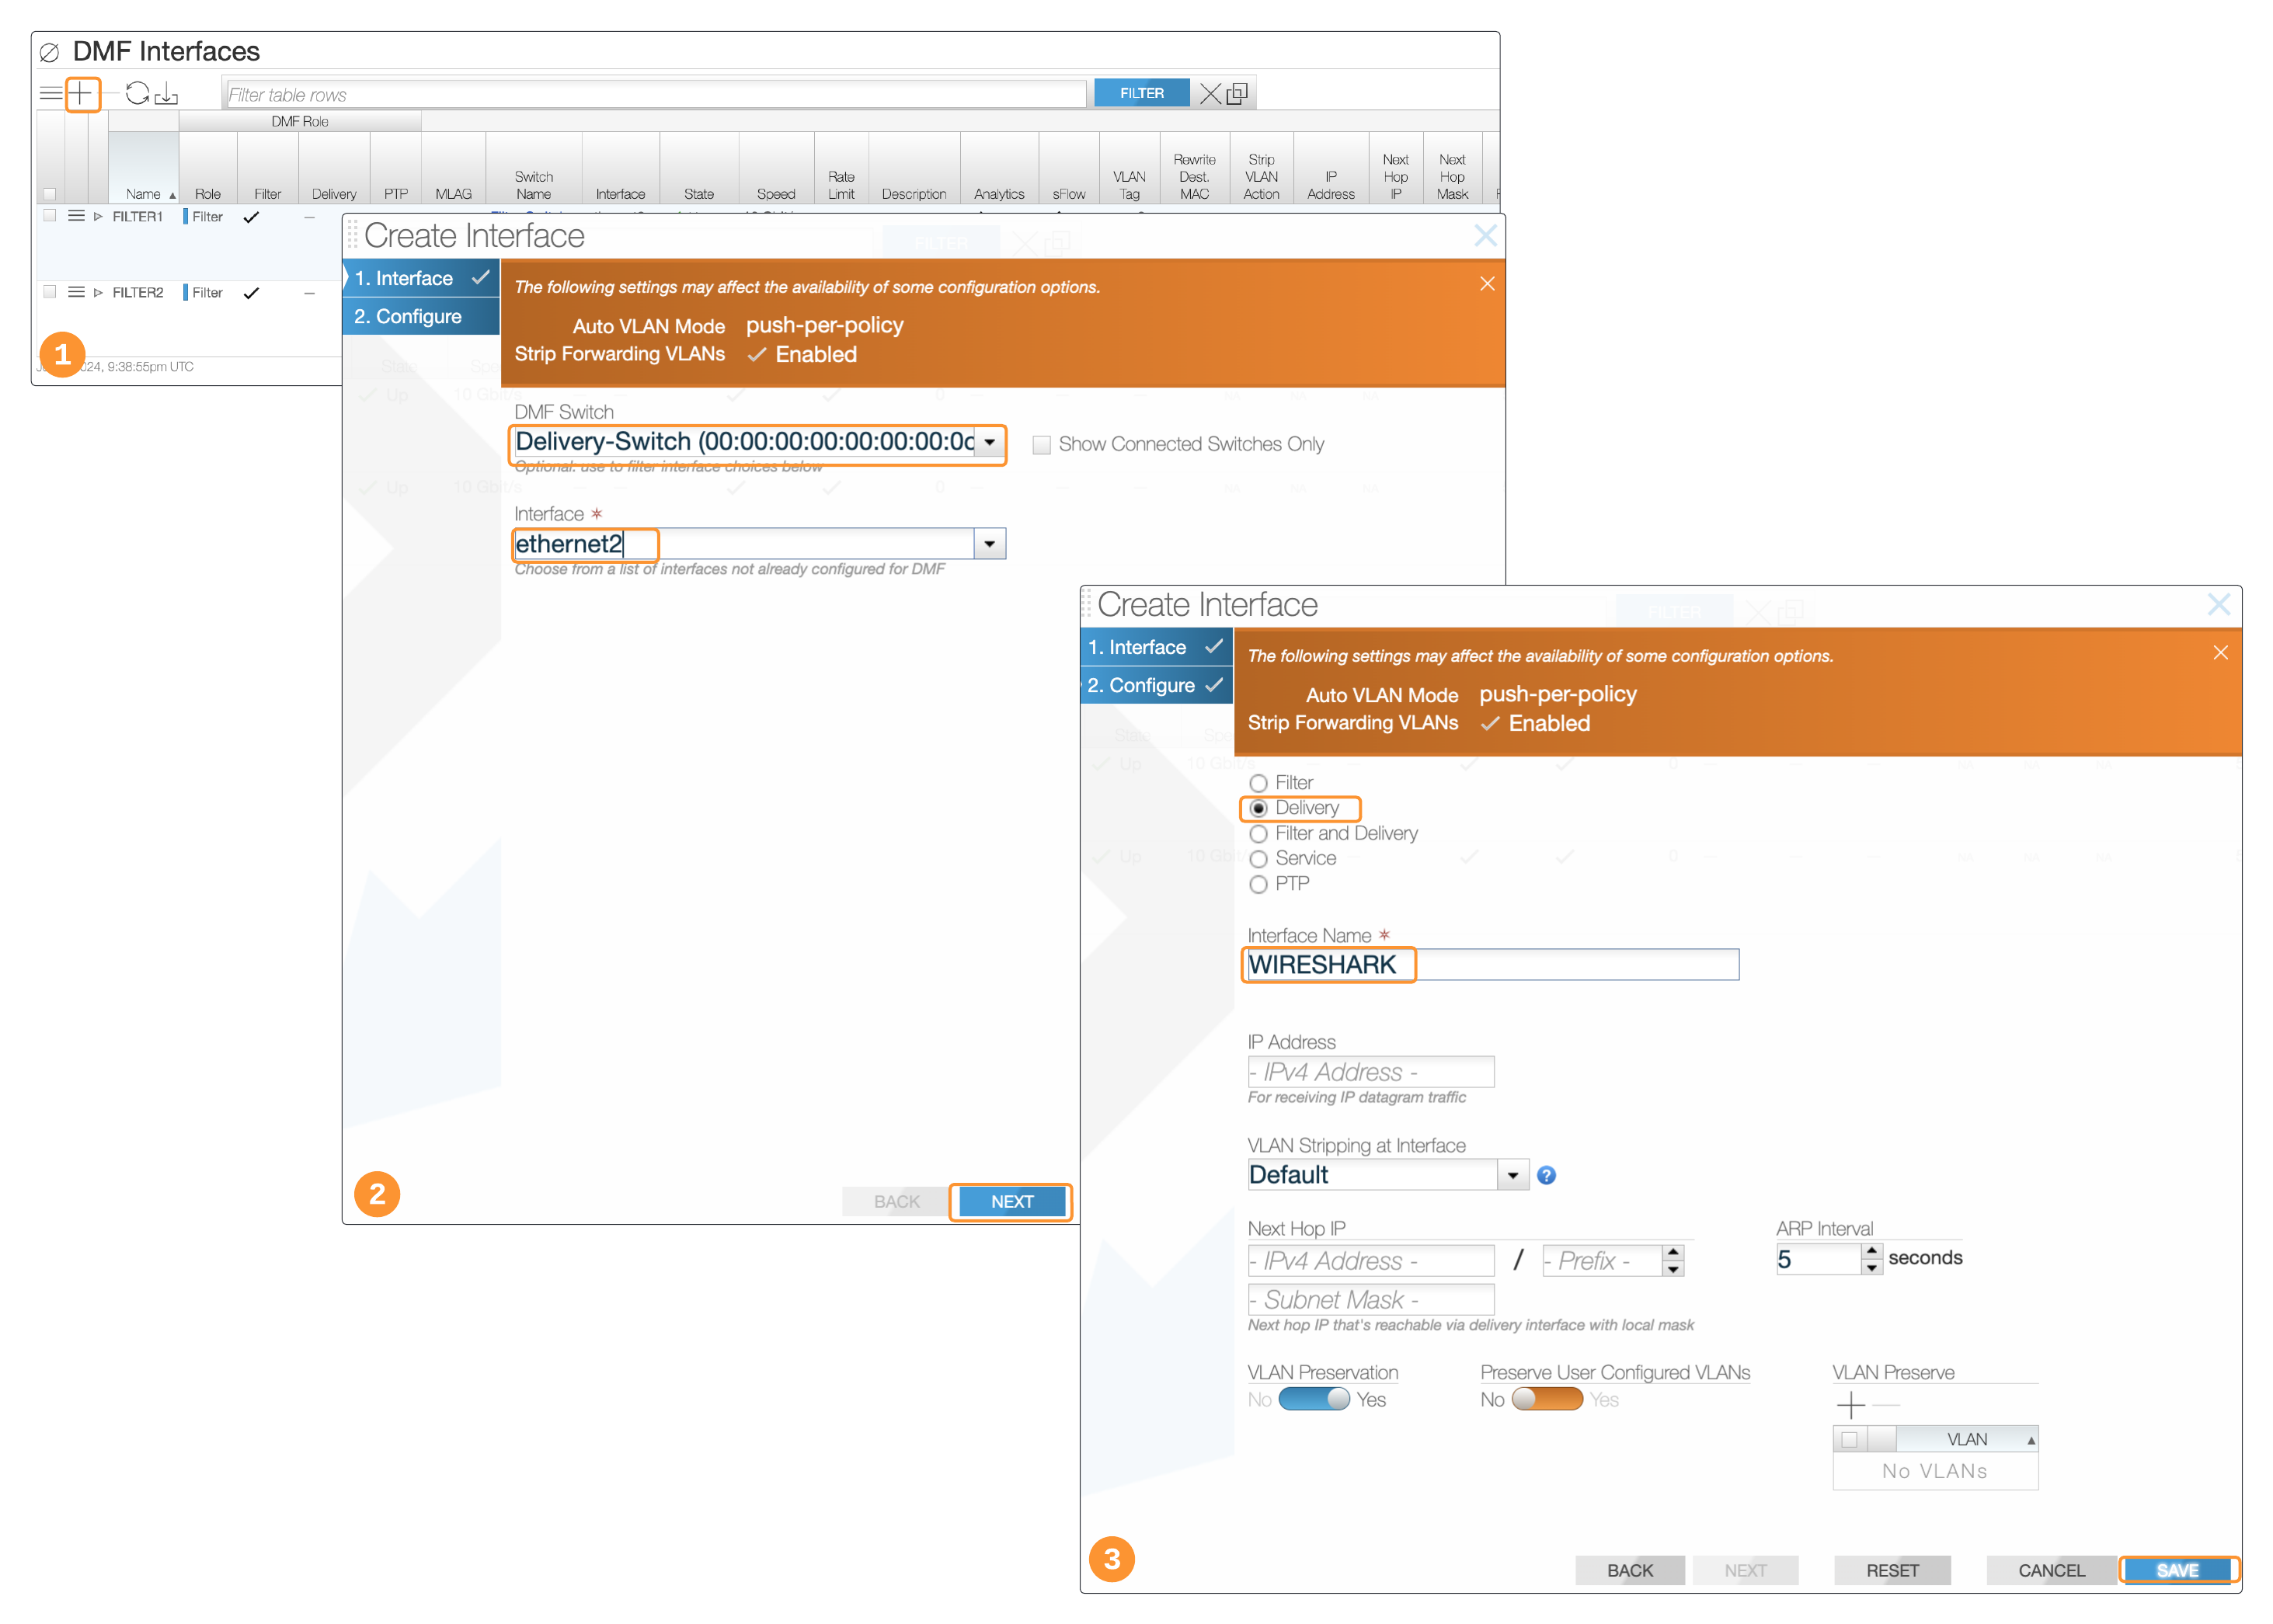 DMF Interfaces
Filter table rows
FILTER
DMF Role
Name
Role
Filter
Delivery
PTP
MLAG
Switch Name
Interface
State
Speed
Rate Limit
Description
Analytics
sFlow
VLAN Tag
Rewrite Dest. MAC
Strip VLAN Action
IP Address
Next Hop IP
Next Hop Mask
FILTER1 Filter –
FILTER2 Filter –
024, 9:38:55pm UTC
1
Create Interface
FILTER
1. Interface
2. Configure
The following settings may affect the availability of some configuration options.
Auto VLAN Mode push-per-policy
Strip Forwarding VLANs Enabled
DMF Switch
Delivery-Switch (00:00:00:00:00:00:00:0c
Show Connected Switches Only
Optional: use to filter interface choices below
Up 10 Gbit/s
Interface *
ethernet2
Choose from a list of interfaces not already configured for DMF
2
BACK
NEXT
Create Interface
FILTER
1. Interface
2. Configure
The following settings may affect the availability of some configuration options.
Auto VLAN Mode push-per-policy
Strip Forwarding VLANs Enabled
Filter
Delivery
Filter and Delivery
Service
PTP
Interface Name *
WIRESHARK
IP Address
- IPv4 Address -
For receiving IP datagram traffic
VLAN Stripping at Interface
Default ?
Next Hop IP
- IPv4 Address - / - Prefix -
- Subnet Mask -
Next hop IP that's reachable via delivery interface with local mask
ARP Interval
5 seconds
VLAN Preservation
No Yes
Preserve User Configured VLANs
No Yes
VLAN Preserve
VLAN
No VLANs
3
BACK
NEXT
RESET
CANCEL
SAVE